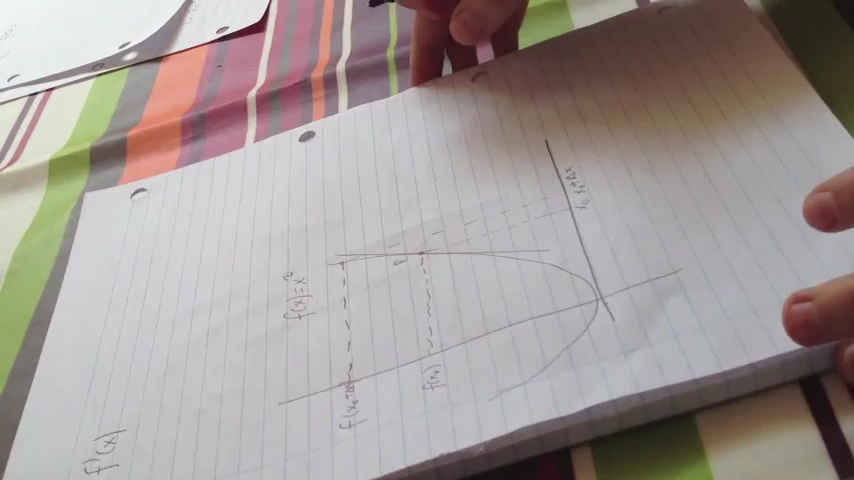 f'(x)
f(x)=x²
f(x₀+Δx)
f(x₀)
P
x₀ x₀+Δx